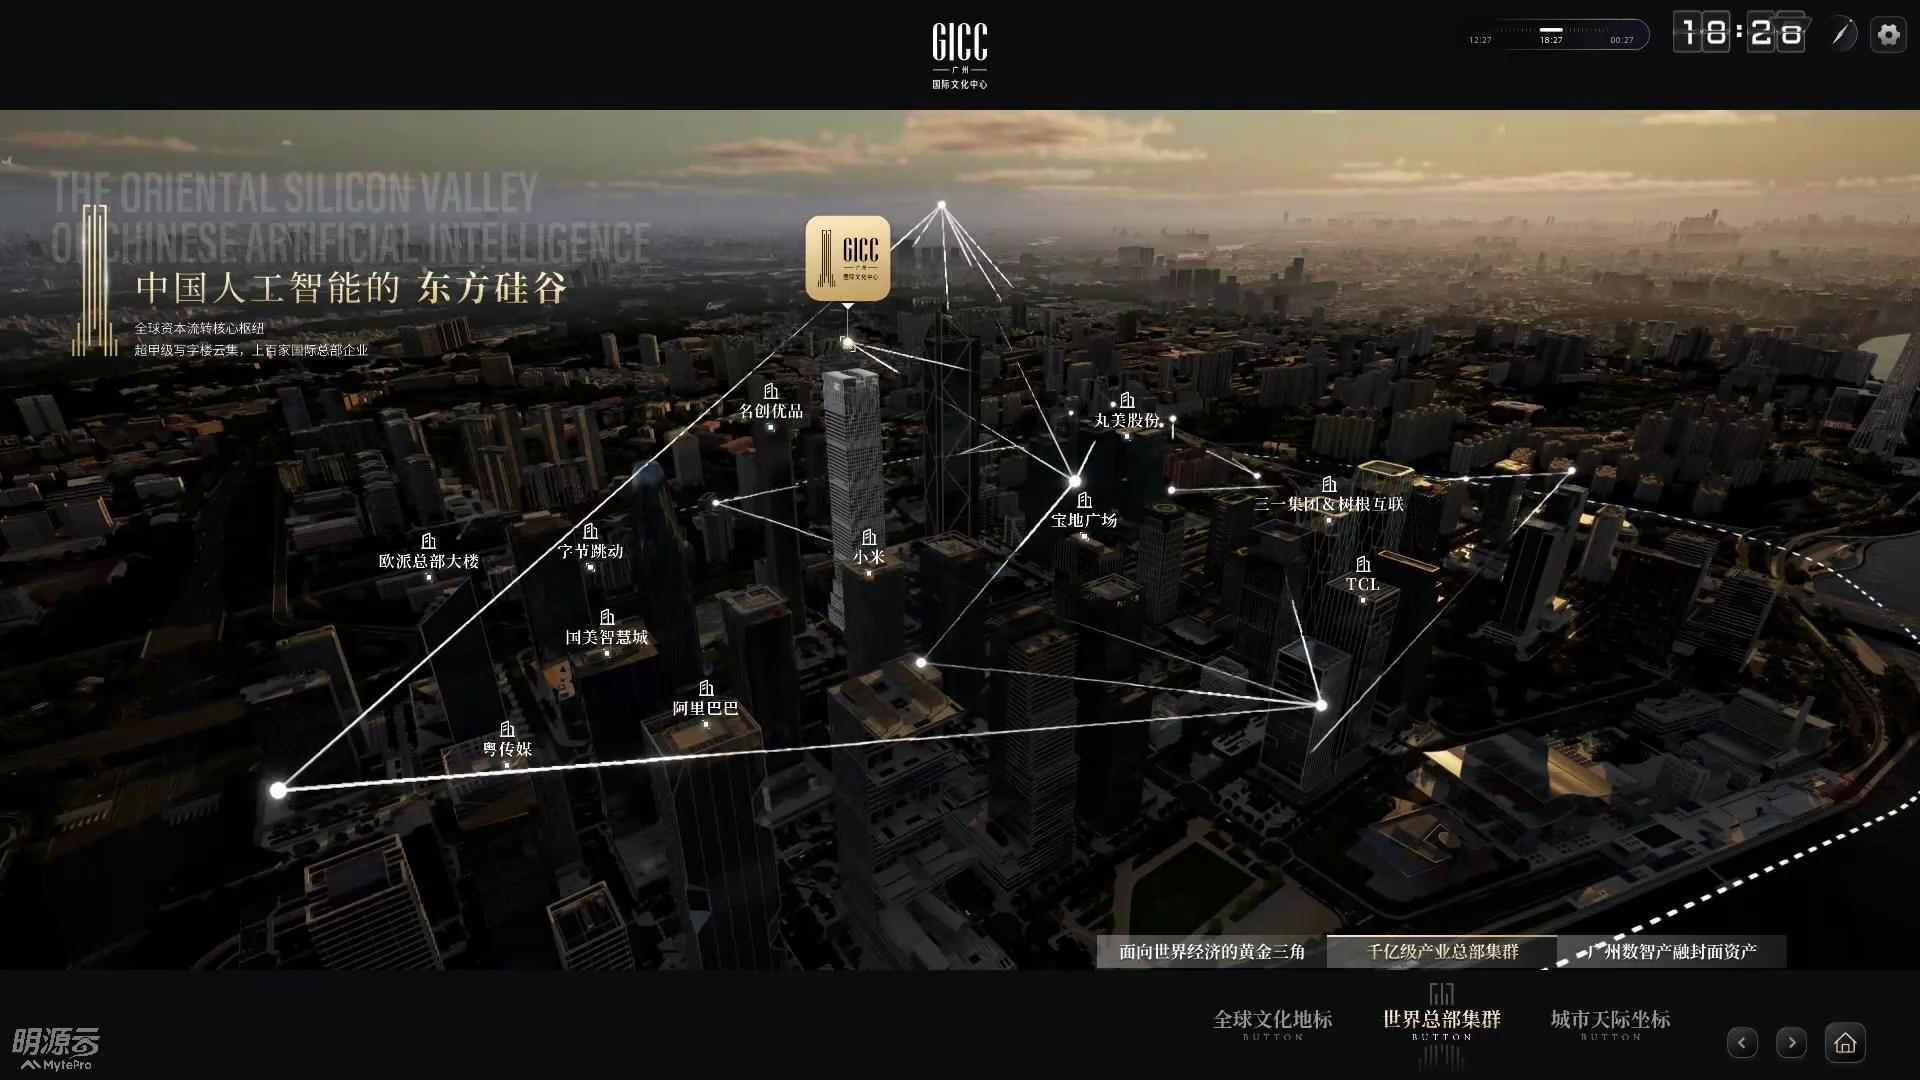 GICC
广州
国际文化中心
12:27
18:27
00:27
18:28
THE ORIENTAL SILICON VALLEY
OF CHINESE ARTIFICIAL INTELLIGENCE
中国人工智能的 东方硅谷
全球资本流转核心枢纽
超甲级写字楼云集，上百家国际总部企业
GICC
广州
国际文化中心
名创优品
丸美股份
三一集团&树根互联
宝地广场
欧派总部大楼
字节跳动
小米
TCL
国美智慧城
阿里巴巴
粤传媒
面向世界经济的黄金三角
千亿级产业总部集群
广州数智产融封面资产
全球文化地标
BUTTON
世界总部集群
BUTTON
城市天际坐标
BUTTON
明源云
MytePro